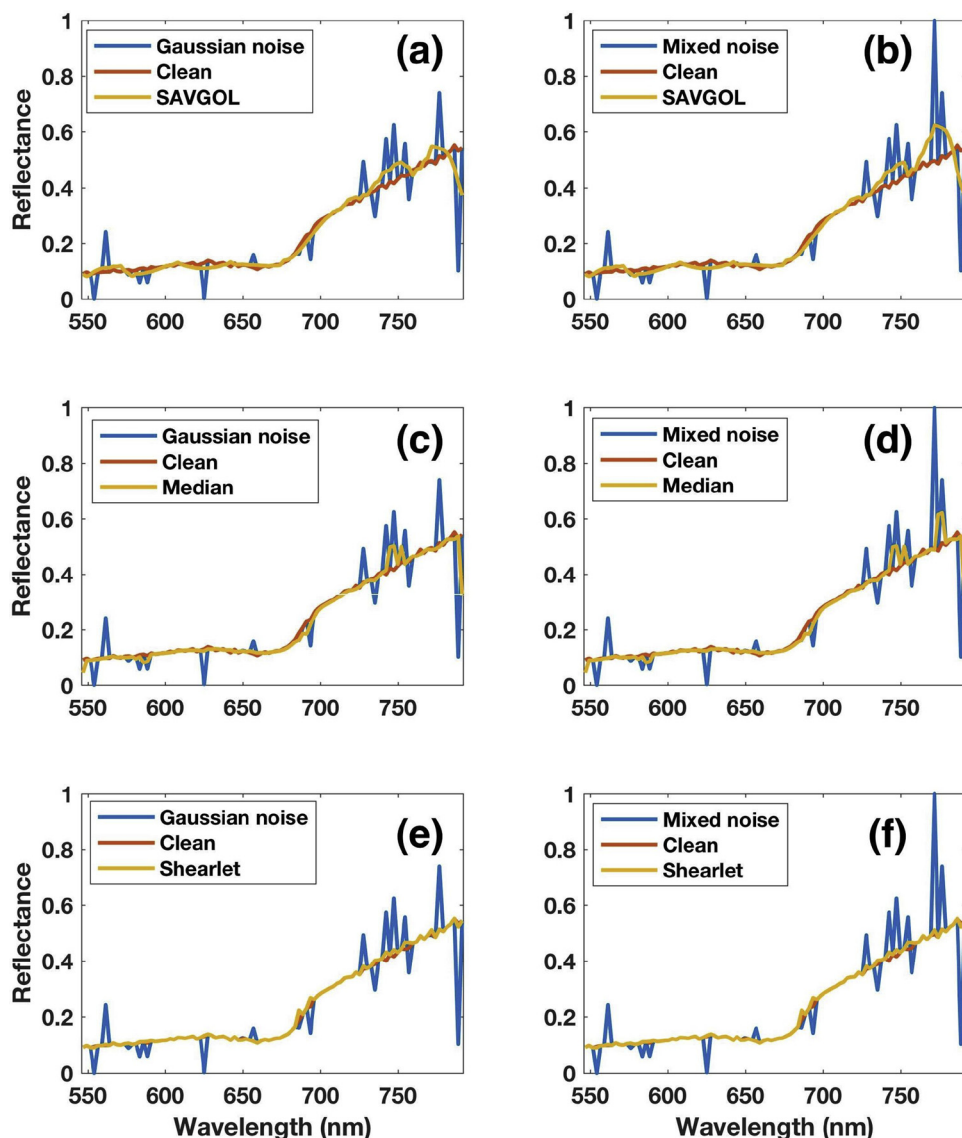 1
0.8
0.6
0.4
0.2
0
Reflectance
Gaussian noise
Clean
SAVGOL
(a)
550 600 650 700 750
1
0.8
0.6
0.4
0.2
0
Mixed noise
Clean
SAVGOL
(b)
550 600 650 700 750
1
0.8
0.6
0.4
0.2
0
Reflectance
Gaussian noise
Clean
Median
(c)
550 600 650 700 750
1
0.8
0.6
0.4
0.2
0
Mixed noise
Clean
Median
(d)
550 600 650 700 750
1
0.8
0.6
0.4
0.2
0
Reflectance
Gaussian noise
Clean
Shearlet
(e)
550 600 650 700 750
Wavelength (nm)
1
0.8
0.6
0.4
0.2
0
Mixed noise
Clean
Shearlet
(f)
550 600 650 700 750
Wavelength (nm)